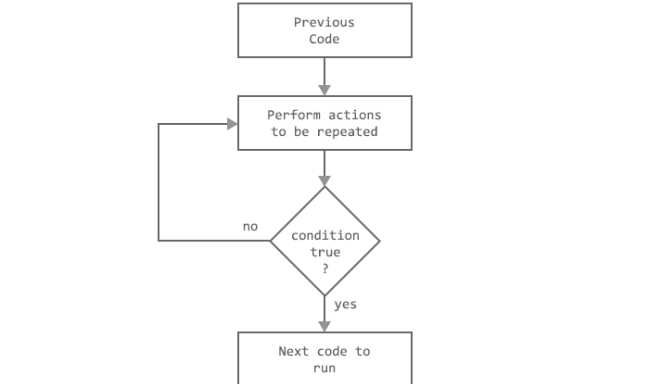 Previous
Code
Perform actions
to be repeated
no
condition
true
?
yes
Next code to
run